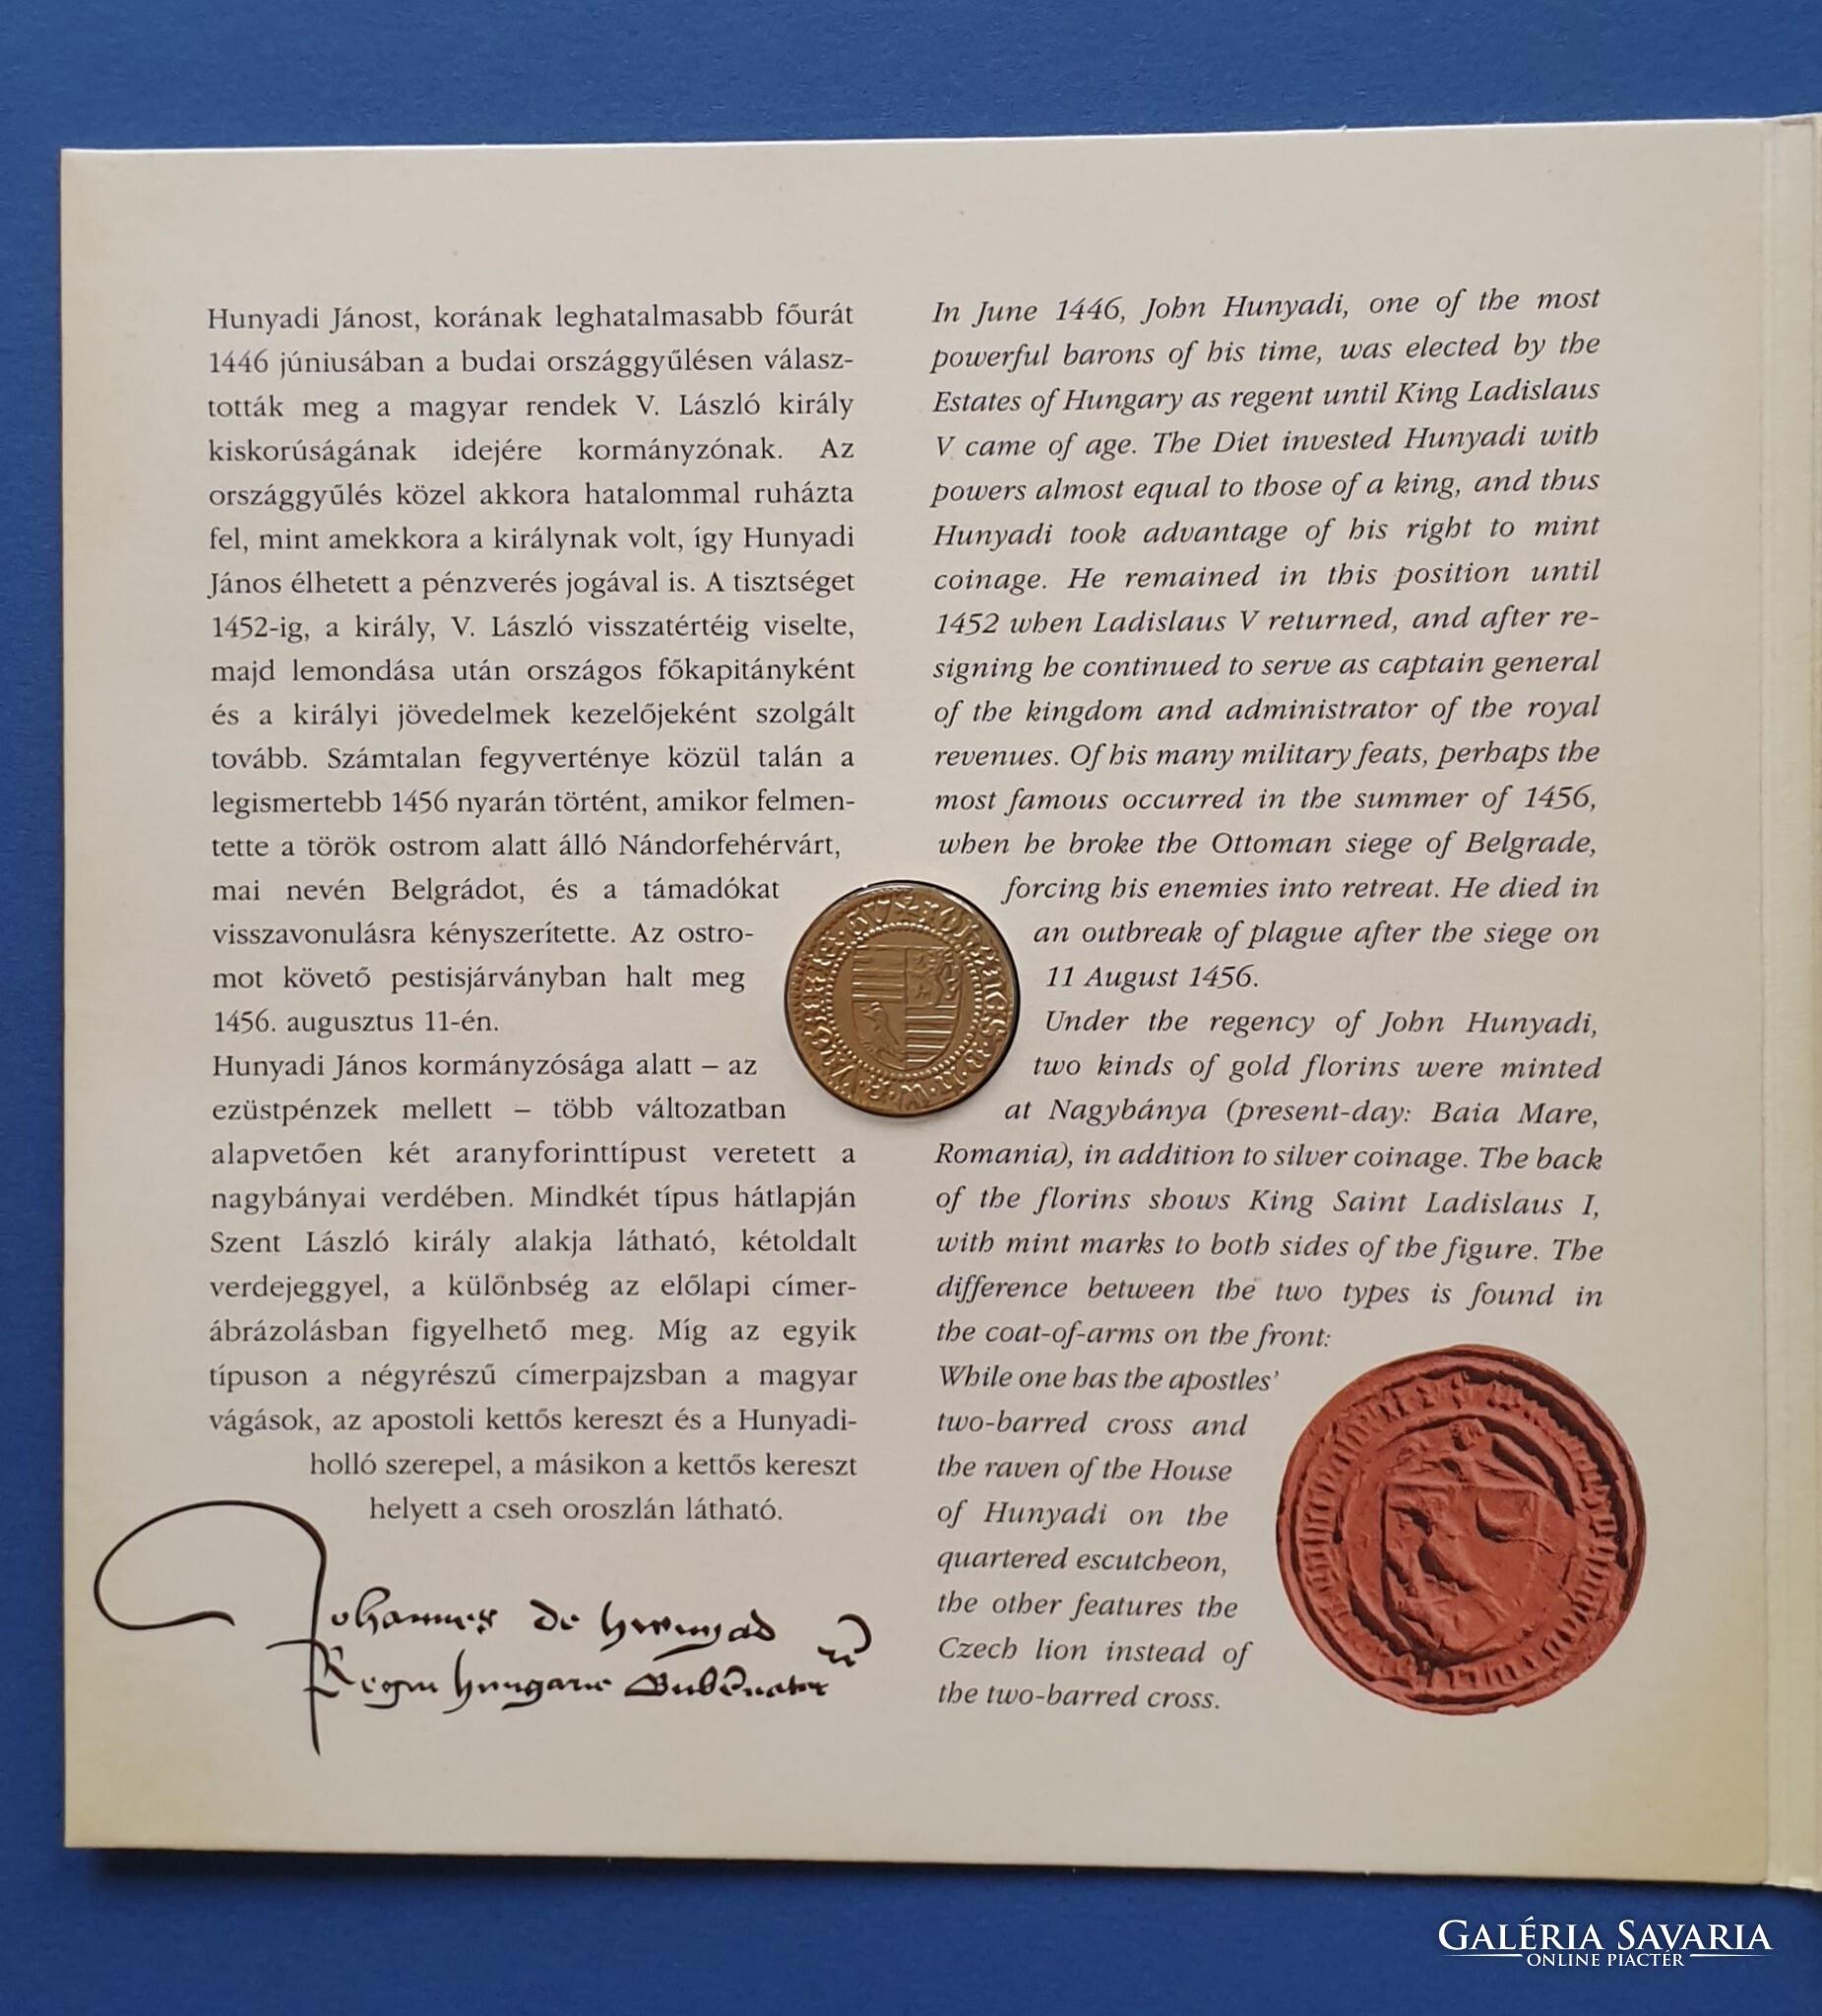 Hunyadi Jánost, korának leghatalmasabb főurát
1446 júniusában a budai országgyűlésen válasz-
tották meg a magyar rendek V. László király
kiskorúságának idejére kormányzónak. Az
országgyűlés közel akkora hatalommal ruházta
fel, mint amekkora a királynak volt, így Hunyadi
János élhetett a pénzverés jogával is. A tisztséget
1452-ig, a király, V. László visszatértéig viselte,
majd lemondása után országos főkapitányként
és a királyi jövedelmek kezelőjeként szolgált
tovább. Számtalan fegyverténye közül talán a
legismertebb 1456 nyarán történt, amikor felmen-
tette a török ostrom alatt álló Nándorfehérvárt,
mai nevén Belgrádot, és a támadókat
visszavonulásra kényszerítette. Az ostro-
mot követő pestisjárványban halt meg
1456. augusztus 11-én.
Hunyadi János kormányzósága alatt – az
ezüstpénzek mellett – több változatban
alapvetően két aranyforinttípust veretett a
nagybányai verdében. Mindkét típus hátlapján
Szent László király alakja látható, kétoldalt
verdejeggyel, a különbség az előlapi címer-
ábrázolásban figyelhető meg. Míg az egyik
típuson a négyrészű címerpajzsban a magyar
vágások, az apostoli kettős kereszt és a Hunyadi-
holló szerepel, a másikon a kettős kereszt
helyett a cseh oroszlán látható.
Johannes de hwnyad
Regni hungarie Gubernator
In June 1446, John Hunyadi, one of the most
powerful barons of his time, was elected by the
Estates of Hungary as regent until King Ladislaus
V came of age. The Diet invested Hunyadi with
powers almost equal to those of a king, and thus
Hunyadi took advantage of his right to mint
coinage. He remained in this position until
1452 when Ladislaus V returned, and after re-
signing he continued to serve as captain general
of the kingdom and administrator of the royal
revenues. Of his many military feats, perhaps the
most famous occurred in the summer of 1456,
when he broke the Ottoman siege of Belgrade,
forcing his enemies into retreat. He died in
an outbreak of plague after the siege on
11 August 1456.
Under the regency of John Hunyadi,
two kinds of gold florins were minted
at Nagybánya (present-day: Baia Mare,
Romania), in addition to silver coinage. The back
of the florins shows King Saint Ladislaus I,
with mint marks to both sides of the figure. The
difference between the two types is found in
the coat-of-arms on the front:
While one has the apostles'
two-barred cross and
the raven of the House
of Hunyadi on the
quartered escutcheon,
the other features the
Czech lion instead of
the two-barred cross.
GALÉRIA SAVARIA
ONLINE PIACTÉR